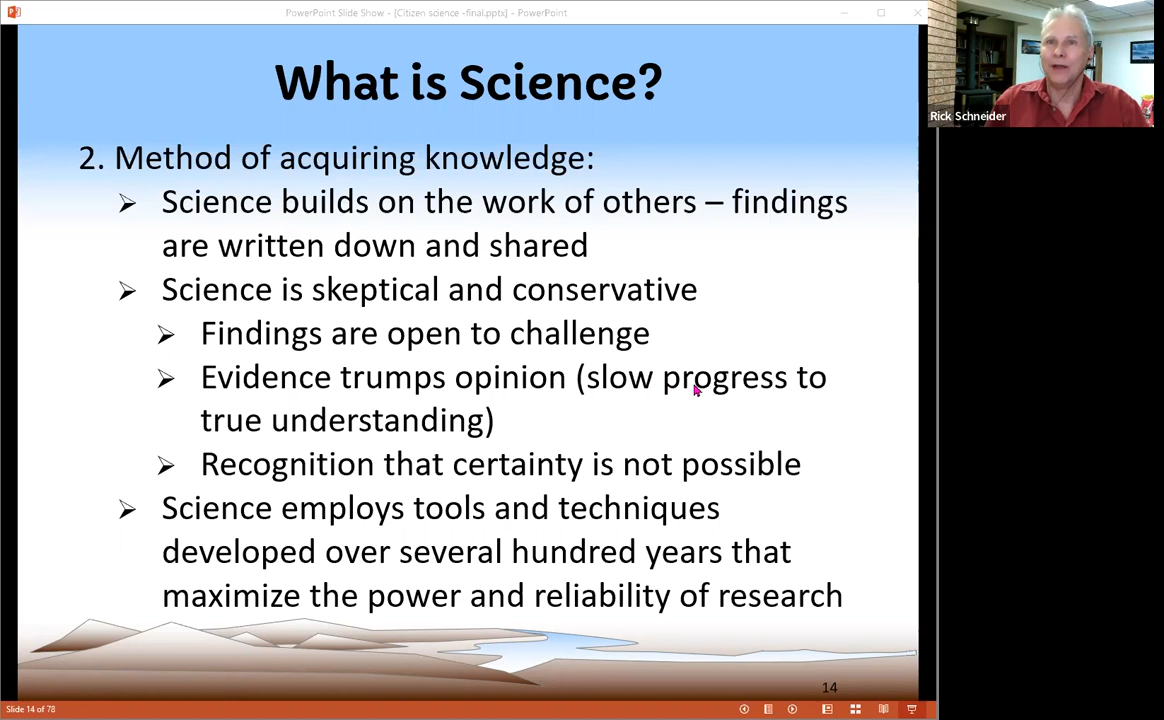 PowerPoint Slide Show - [Citizen science -final.pptx] - PowerPoint
What is Science?
Rick Schneider
2. Method of acquiring knowledge:
Science builds on the work of others – findings
are written down and shared
Science is skeptical and conservative
Findings are open to challenge
Evidence trumps opinion (slow progress to
true understanding)
Recognition that certainty is not possible
Science employs tools and techniques
developed over several hundred years that
maximize the power and reliability of research
14
Slide 14 of 78